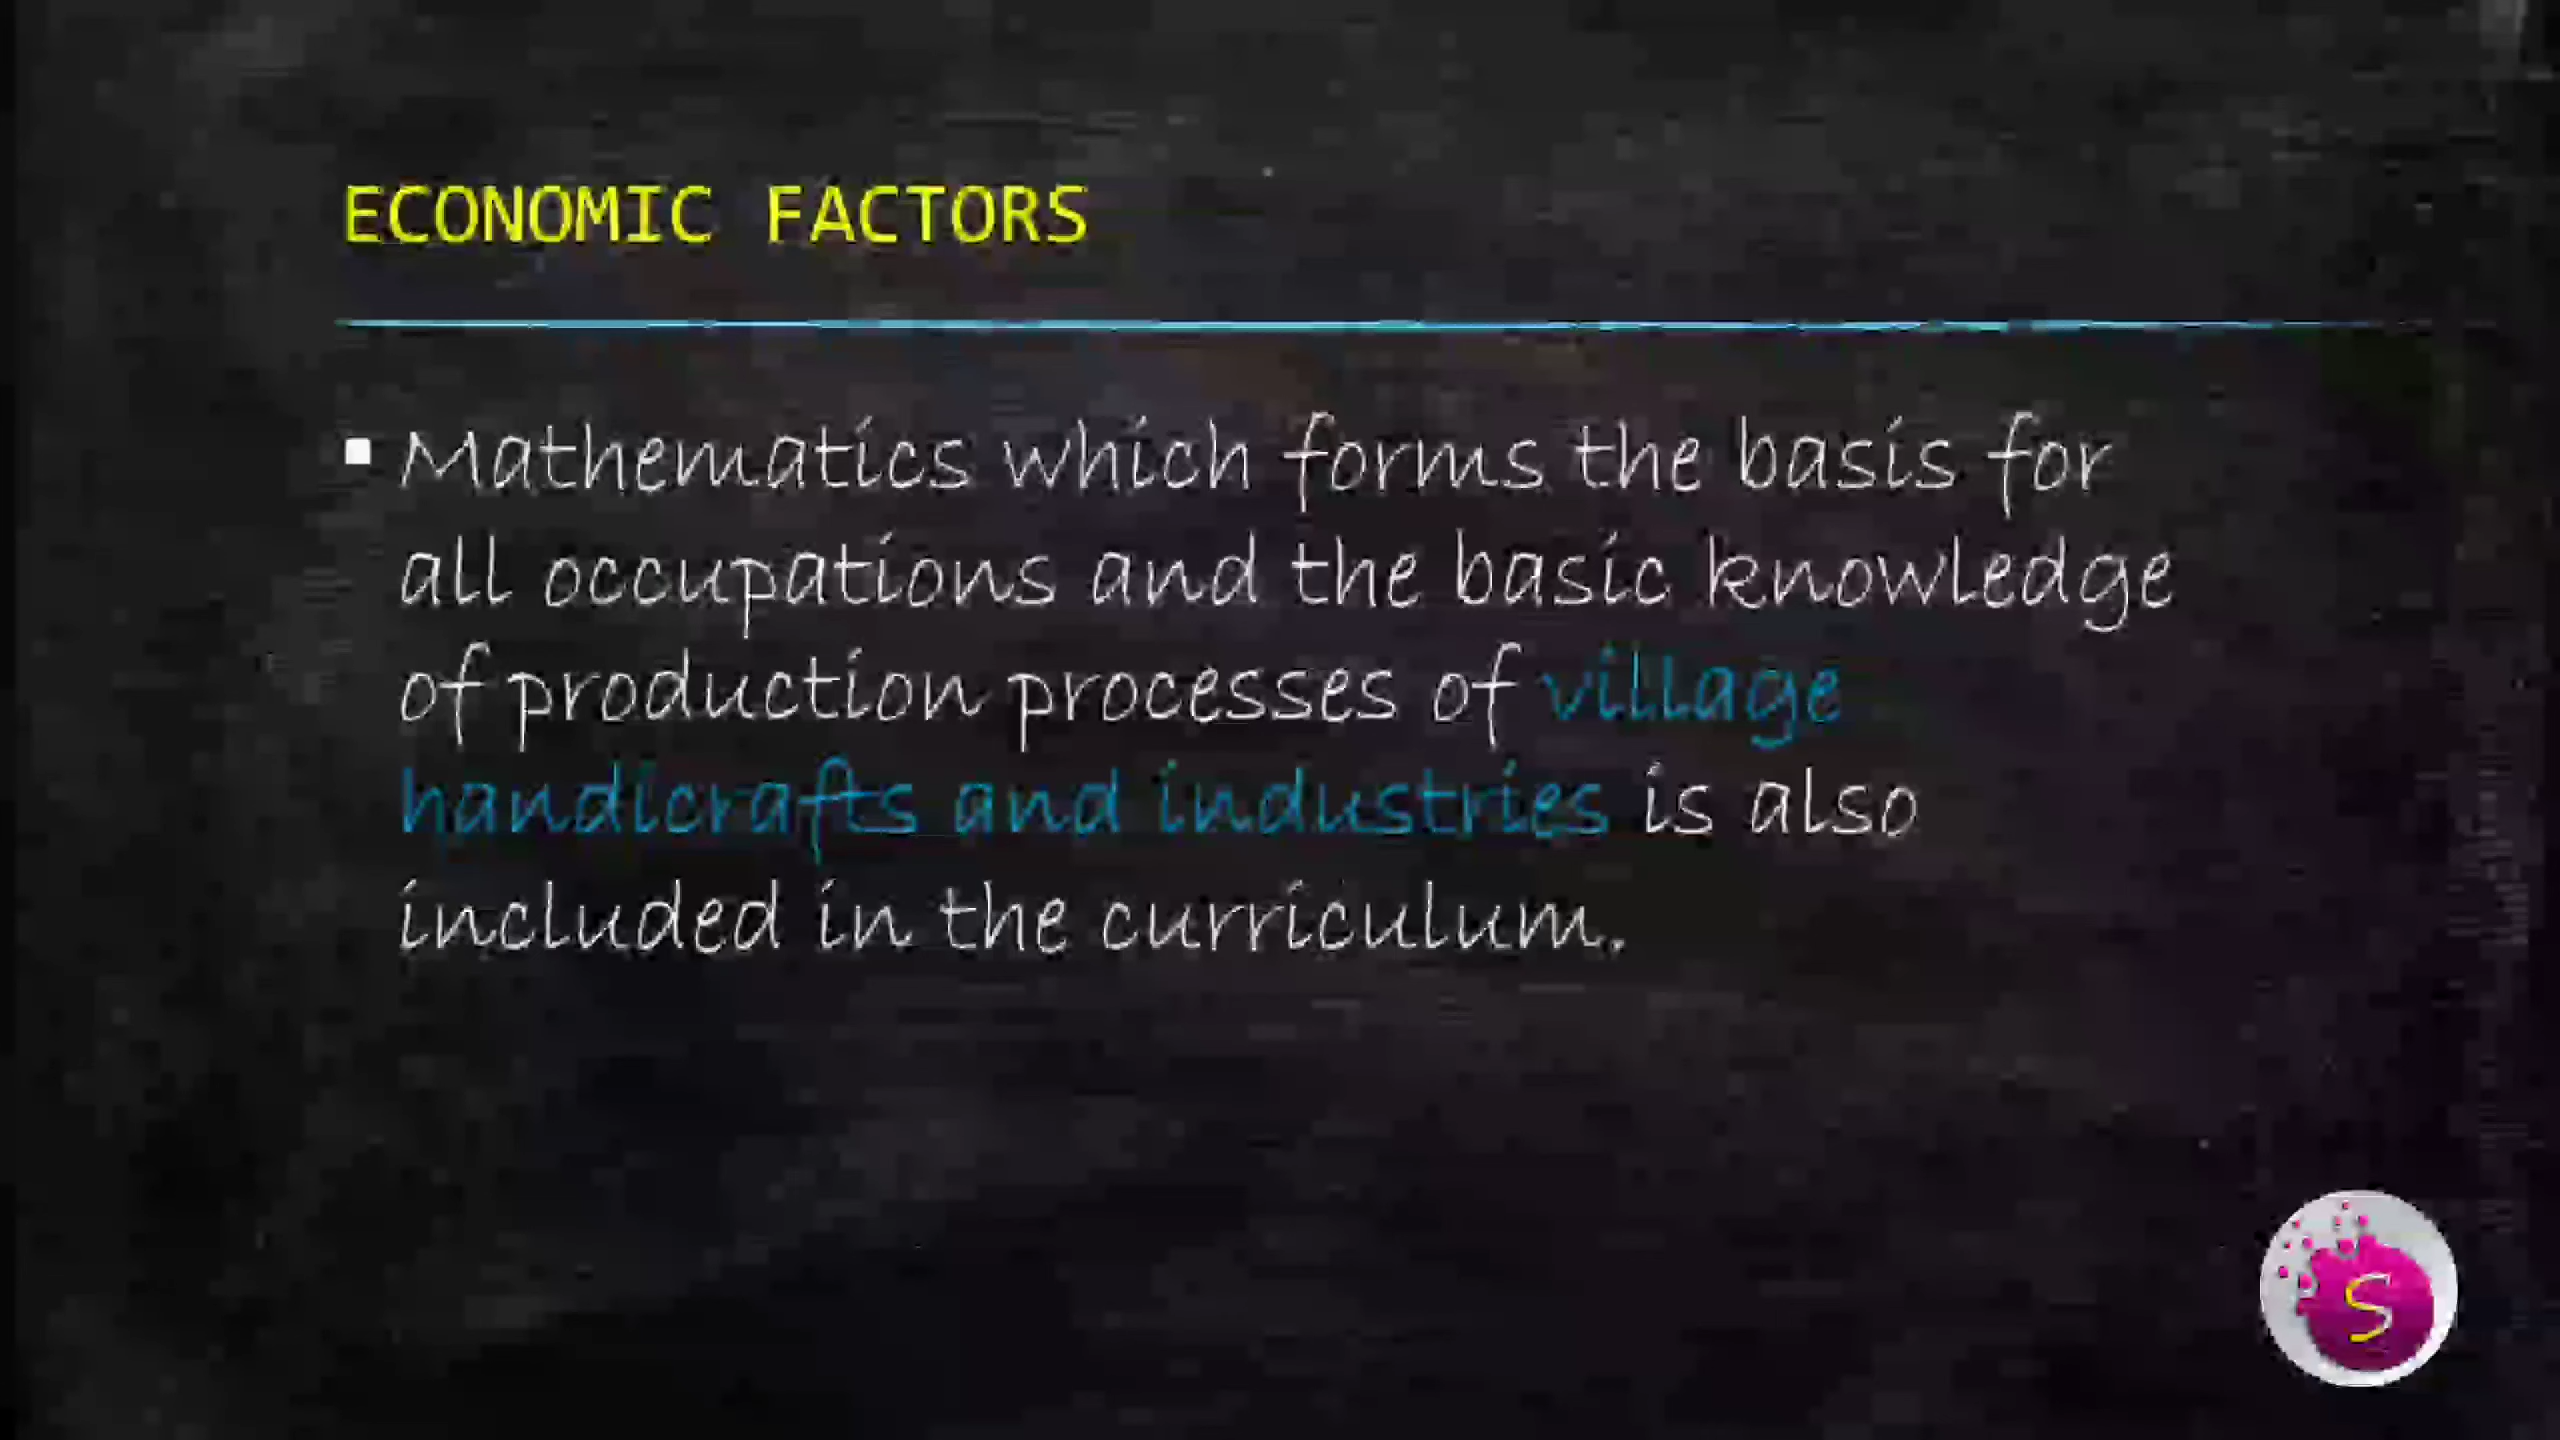 ECONOMIC FACTORS
▪ Mathematics which forms the basis for
all occupations and the basic knowledge
of production processes of village
handicrafts and industries is also
included in the curriculum.
S